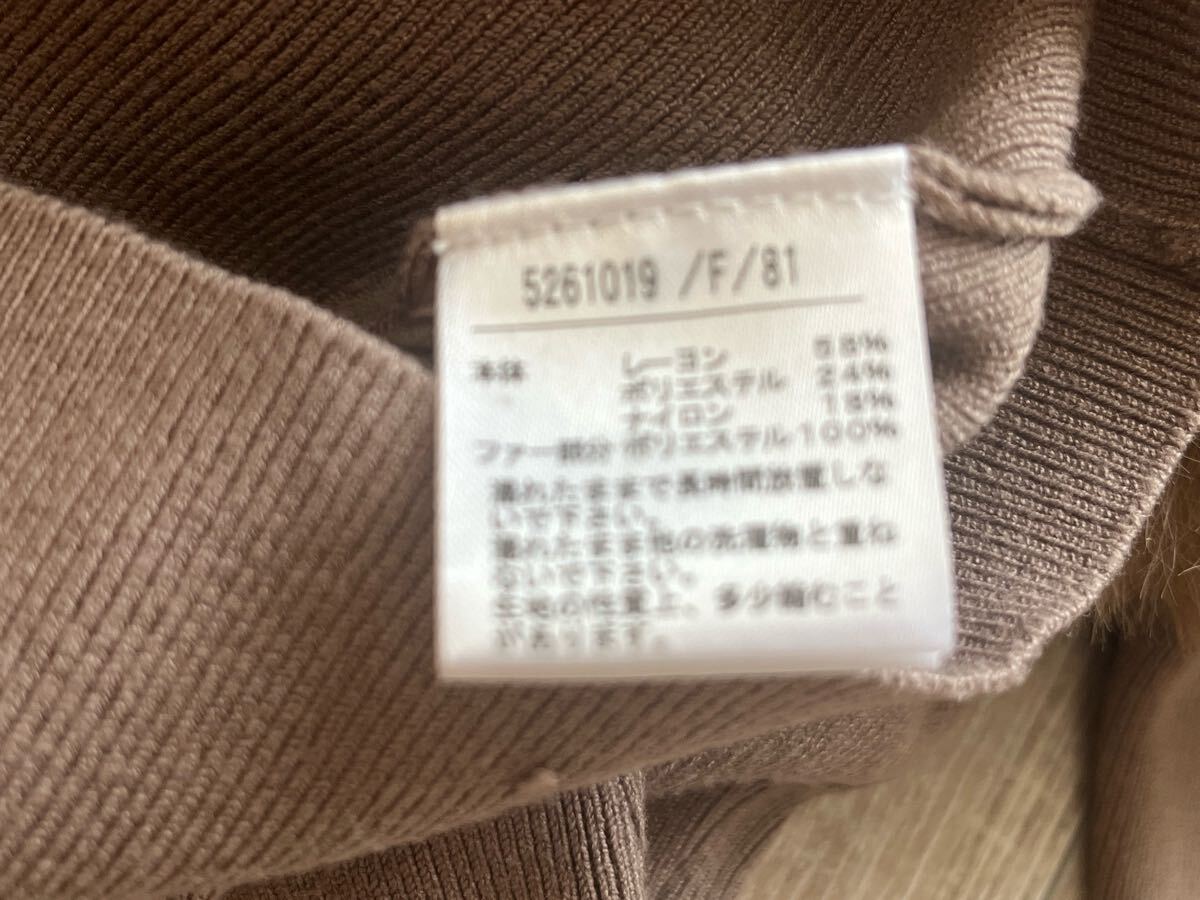 5261019 /F/81
本体 レーヨン 58%
ポリエステル 24%
ナイロン 18%
ファー部分 ポリエステル100%
濡れたままで長時間放置しな
いで下さい。
濡れたまま他の洗濯物と重ね
ないで下さい。
生地の性質上、多少縮むこと
があります。